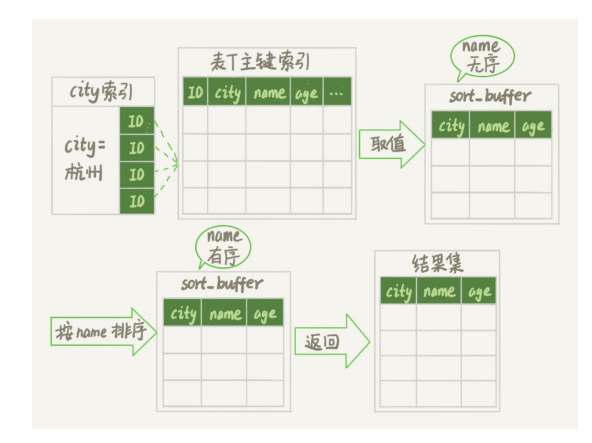 city索引
city=
杭州
ID
ID
ID
ID
表T主键索引
ID city name age ...
取值
name
无序
sort_buffer
city name age
按name排序
name
有序
sort_buffer
city name age
返回
结果集
city name age